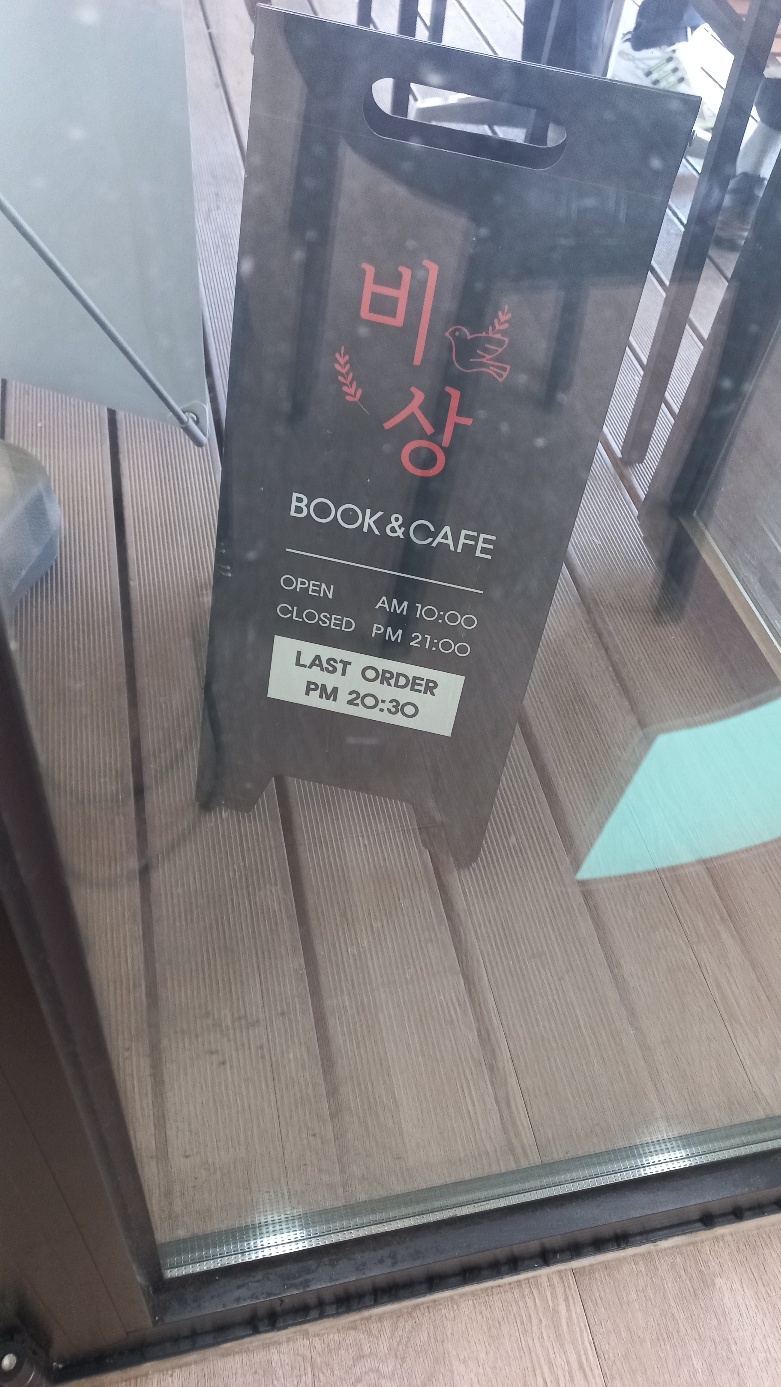 비
상
BOOK&CAFE
OPEN AM 10:00
CLOSED PM 21:00
LAST ORDER
PM 20:30